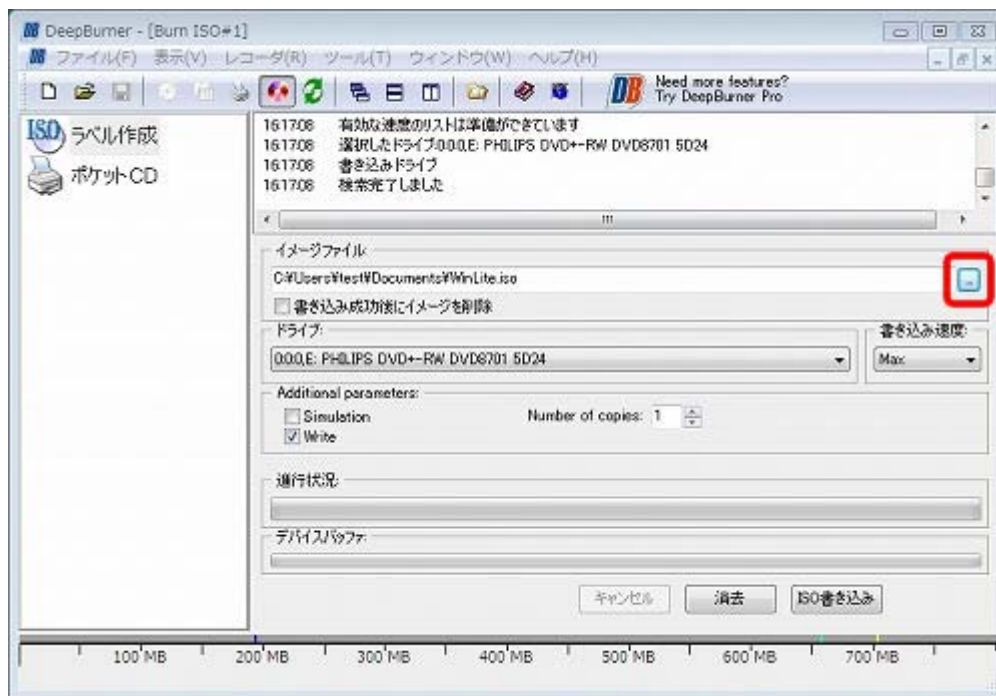 DeepBurner - [Burn ISO#1]
ファイル(F) 表示(V) レコーダ(R) ツール(T) ウィンドウ(W) ヘルプ(H)
DB Need more features?
Try DeepBurner Pro
ISO ラベル作成
ポケットCD
16:17:08 有効な速度のリストは準備ができています
16:17:08 選択したドライブ:0:0:0,E: PHILIPS DVD+-RW DVD8701 5D24
16:17:08 書き込みドライブ
16:17:08 検索完了しました
イメージファイル:
C:¥Users¥test¥Documents¥WinLite.iso
...
書き込み成功後にイメージを削除
ドライブ:
書き込み速度:
0:0:0,E: PHILIPS DVD+-RW DVD8701 5D24
Max
Additional parameters:
Simulation
Number of copies: 1
Write
進行状況:
デバイスバッファ:
キャンセル 消去 ISO書き込み
100 MB 200 MB 300 MB 400 MB 500 MB 600 MB 700 MB